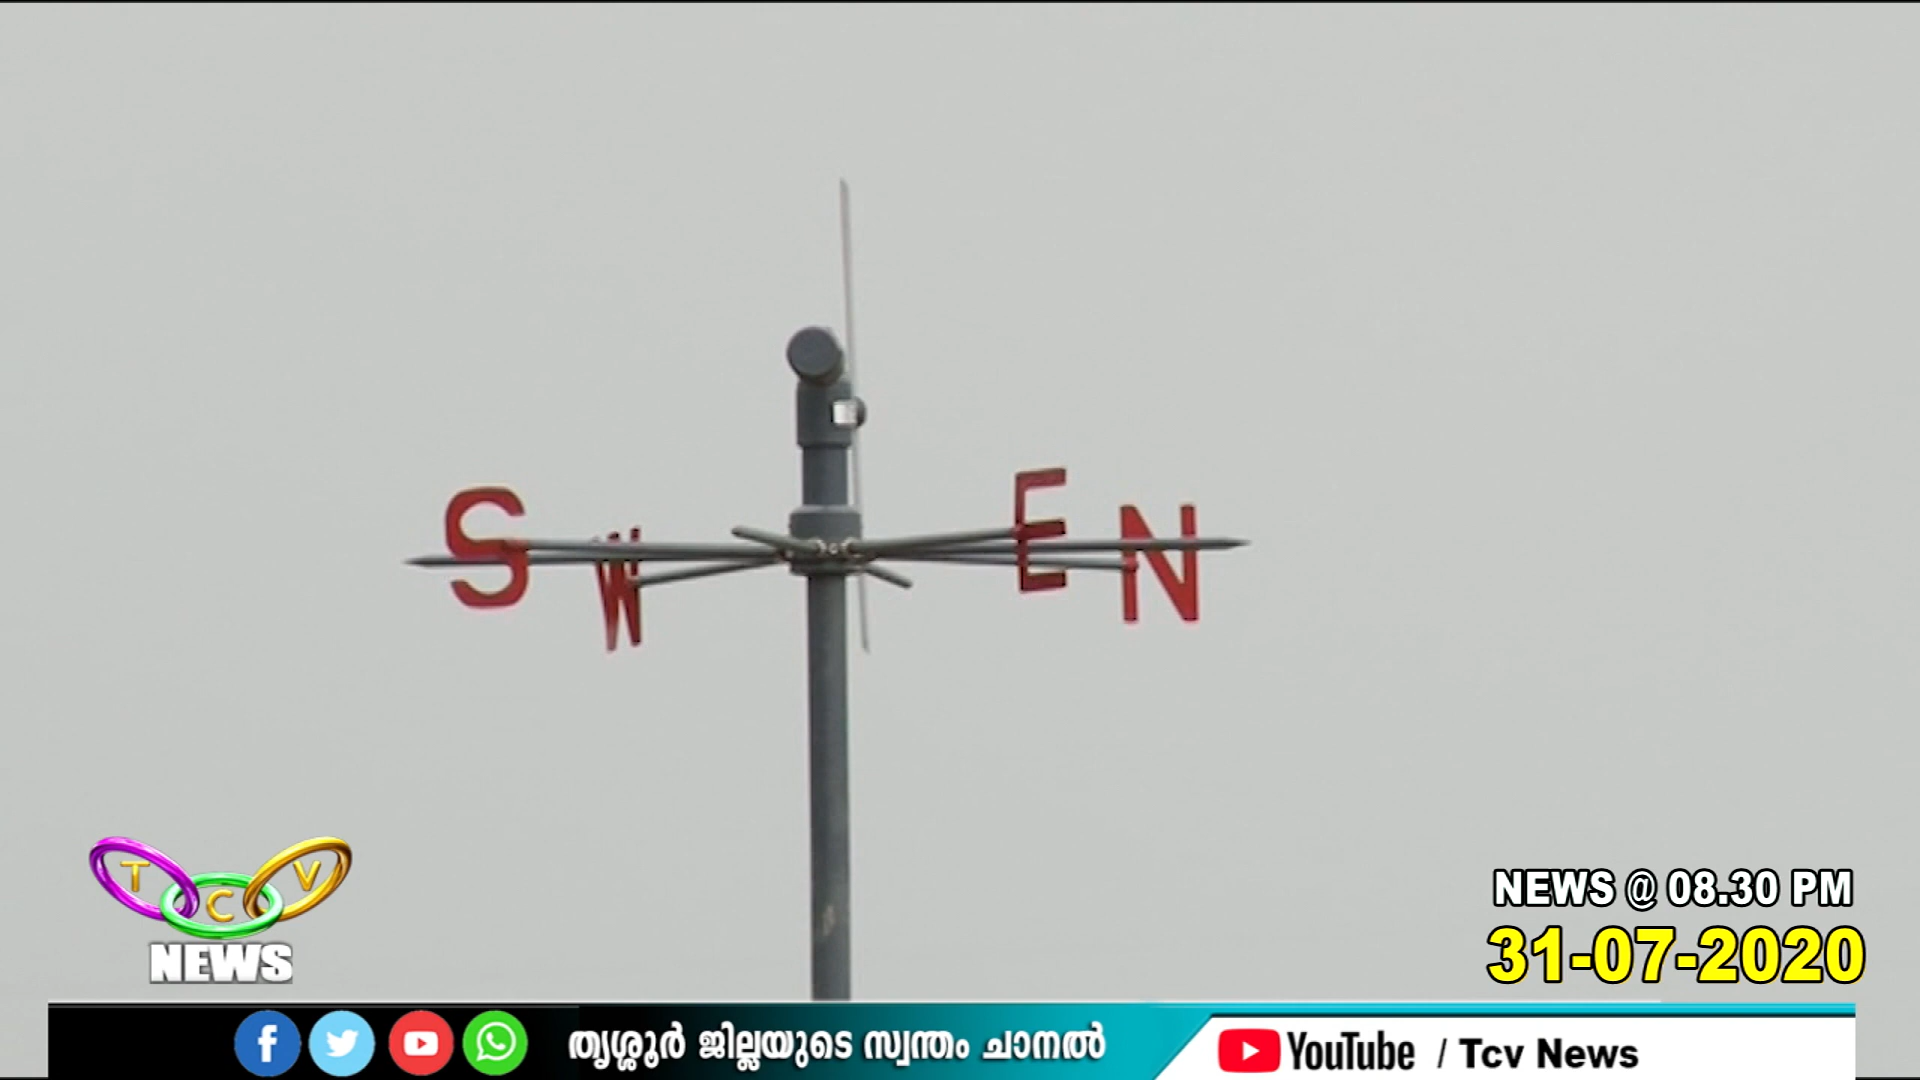 S W E N
T C V
NEWS
NEWS @ 08.30 PM
31-07-2020
തൃശ്ശൂർ ജില്ലയുടെ സ്വന്തം ചാനൽ
YouTube / Tcv News